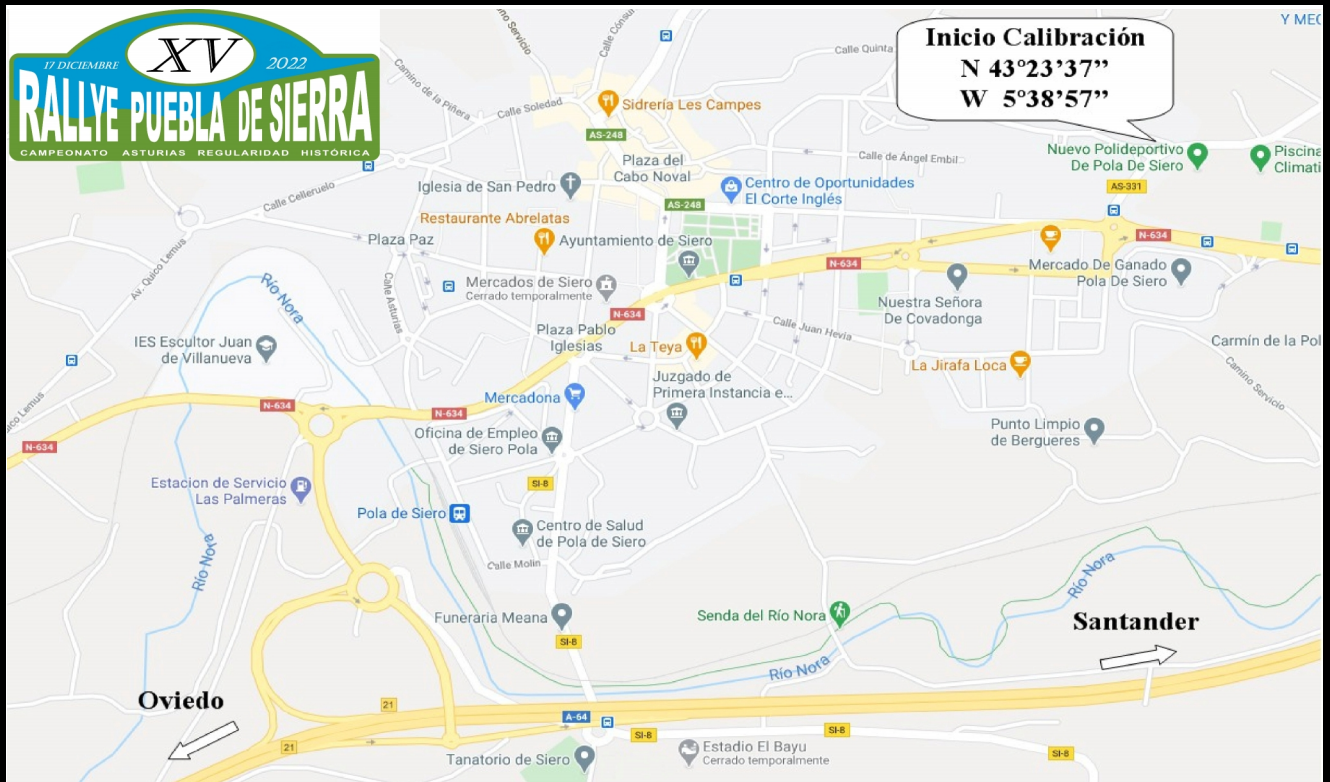 XV
17 DICIEMBRE
2022
RALLYE PUEBLA DE SIERRA
CAMPEONATO ASTURIAS REGULARIDAD HISTÓRICA
Inicio Calibración
N 43°23’37’’
W 5°38’57’’
Y MEC
Calle Cónsul
no Servicio
Calle Quinta
Camino de la Piñera
Calle Soledad
Sidrería Les Campes
AS-248
Plaza del
Cabo Noval
Calle de Ángel Embil
Nuevo Polideportivo
De Pola De Siero
Piscina
Climati
Iglesia de San Pedro
Centro de Oportunidades
El Corte Inglés
AS-331
Calle Celleruelo
AS-248
Restaurante Abrelatas
Plaza Paz
Ayuntamiento de Siero
N-634
N-634
Av. Quico Lemus
Río Nora
Calle Asturias
Mercados de Siero
Cerrado temporalmente
Mercado De Ganado
Pola De Siero
Nuestra Señora
De Covadonga
N-634
Plaza Pablo
Iglesias
Calle Juan Hevia
IES Escultor Juan
de Villanueva
La Teya
Carmín de la Pol
La Jirafa Loca
Juzgado de
Primera Instancia e...
Camino Servicio
Mercadona
uico Lemus
N-634
N-634
N-634
Oficina de Empleo
de Siero Pola
Punto Limpio
de Bergueres
Estacion de Servicio
Las Palmeras
SI-8
Pola de Siero
Centro de Salud
de Pola de Siero
Río Nora
Calle Molin
Río Nora
Funeraria Meana
Senda del Río Nora
Santander
SI-8
Río Nora
Oviedo
21
A-64
SI-8
SI-8
21
Estadio El Bayu
Cerrado temporalmente
SI-8
Tanatorio de Siero